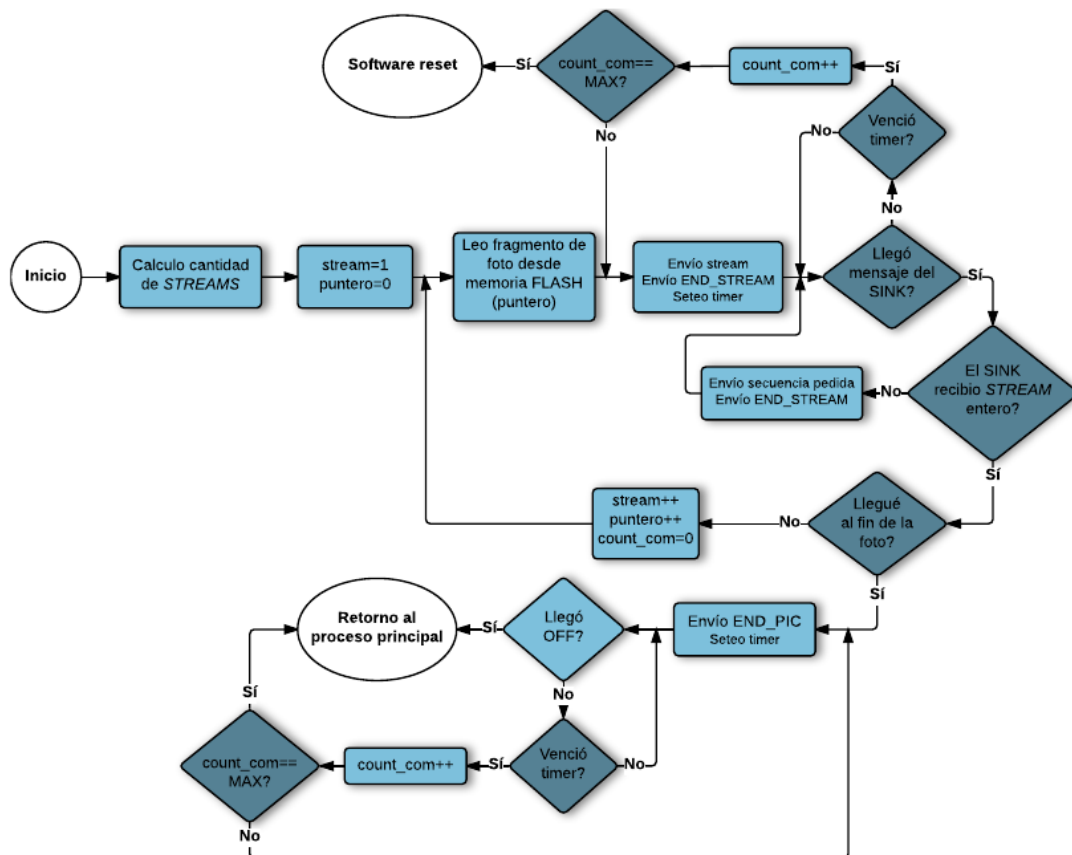 Software reset
Sí
count_com==
MAX?
count_com++
Sí
No
No
Venció
timer?
No
Inicio
Calculo cantidad
de STREAMS
stream=1
puntero=0
Leo fragmento de
foto desde
memoria FLASH
(puntero)
Envío stream
Envío END_STREAM
Seteo timer
Llegó
mensaje del
SINK?
Sí
Envío secuencia pedida
Envío END_STREAM
No
El SINK
recibio STREAM
entero?
Sí
stream++
puntero++
count_com=0
No
Llegué
al fin de la
foto?
Sí
Retorno al
proceso principal
Sí
Llegó
OFF?
Envío END_PIC
Seteo timer
No
Sí
count_com==
MAX?
count_com++
Sí
Venció
timer?
No
No